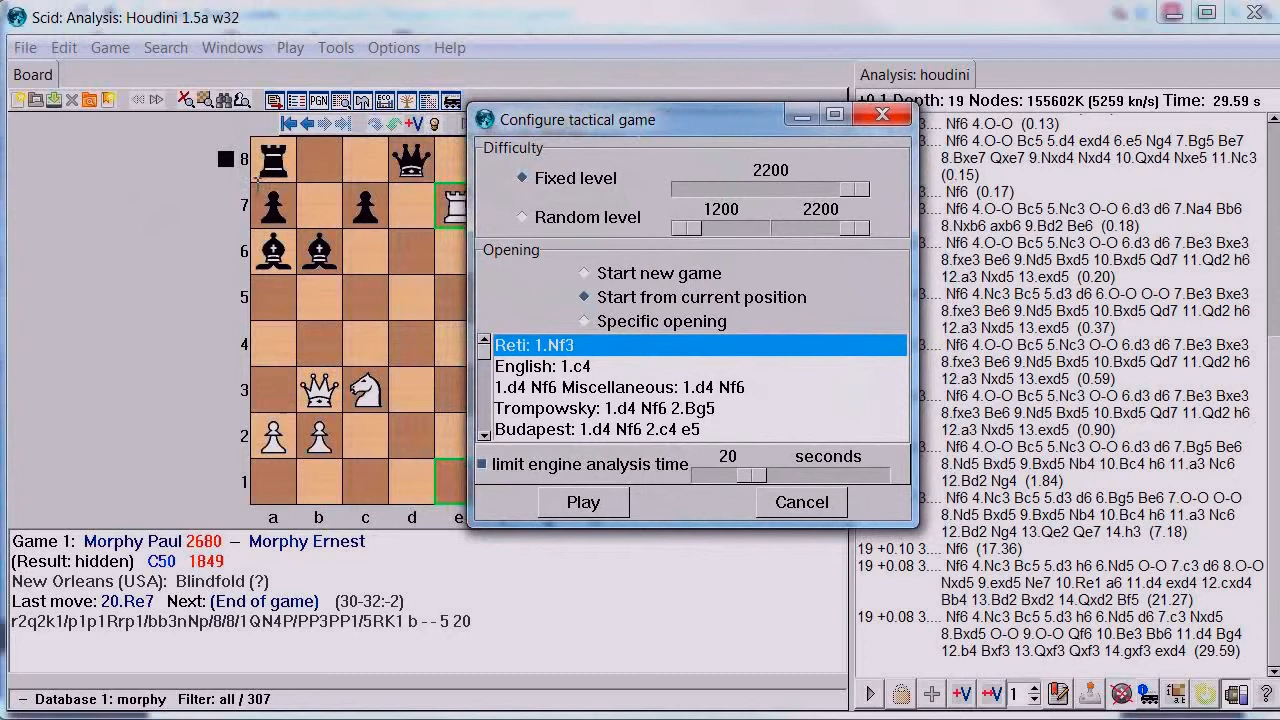 Scid: Analysis: Houdini 1.5a w32
File Edit Game Search Windows Play Tools Options Help
Board
Analysis: houdini
PGN ECO
+V
Depth: 19 Nodes: 155602K [5259 kn/s] Time: 29.59 s
Configure tactical game
Difficulty
Fixed level
2200
Random level
1200 2200
Opening
Start new game
Start from current position
Specific opening
Reti: 1.Nf3
English: 1.c4
1.d4 Nf6 Miscellaneous: 1.d4 Nf6
Trompowsky: 1.d4 Nf6 2.Bg5
Budapest: 1.d4 Nf6 2.c4 e5
limit engine analysis time
20 seconds
Play Cancel
8
7
6
5
4
3
2
1
a b c d e
3.... Nf6 4.O-O (0.13)
3.... Nf6 4.O-O Bc5 5.d4 exd4 6.e5 Ng4 7.Bg5 Be7
8.Bxe7 Qxe7 9.Nxd4 Nxd4 10.Qxd4 Nxe5 11.Nc3
(0.15)
3.... Nf6 (0.17)
3.... Nf6 4.O-O Bc5 5.Nc3 O-O 6.d3 d6 7.Na4 Bb6
8.Nxb6 axb6 9.Bd2 Be6 (0.18)
3.... Nf6 4.O-O Bc5 5.Nc3 O-O 6.d3 d6 7.Be3 Bxe3
8.fxe3 Be6 9.Nd5 Bxd5 10.Bxd5 Qd7 11.Qd2 h6
12.a3 Nxd5 13.exd5 (0.20)
3.... Nf6 4.Nc3 Bc5 5.d3 d6 6.O-O O-O 7.Be3 Bxe3
8.fxe3 Be6 9.Nd5 Bxd5 10.Bxd5 Qd7 11.Qd2 h6
12.a3 Nxd5 13.exd5 (0.37)
3.... Nf6 4.O-O Bc5 5.Nc3 O-O 6.d3 d6 7.Be3 Bxe3
8.fxe3 Be6 9.Nd5 Bxd5 10.Bxd5 Qd7 11.Qd2 h6
12.a3 Nxd5 13.exd5 (0.59)
3.... Nf6 4.O-O Bc5 5.Nc3 O-O 6.d3 d6 7.Be3 Bxe3
8.fxe3 Be6 9.Nd5 Bxd5 10.Bxd5 Qd7 11.Qd2 h6
12.a3 Nxd5 13.exd5 (0.90)
3.... Nf6 4.O-O Bc5 5.Nc3 O-O 6.d3 d6 7.Bg5 Be6
8.Nd5 Bxd5 9.Bxd5 Nb4 10.Bc4 h6 11.a3 Nc6
12.Bd2 Ng4 (1.84)
3.... Nf6 4.Nc3 Bc5 5.d3 d6 6.Bg5 Be6 7.O-O O-O
8.Nd5 Bxd5 9.Bxd5 Nb4 10.Bc4 h6 11.a3 Nc6
12.Bd2 Ng4 13.Qe2 Qe7 14.h3 (7.18)
19 +0.10 3.... Nf6 (17.36)
19 +0.08 3.... Nf6 4.Nc3 Bc5 5.d3 h6 6.Nd5 O-O 7.c3 d6 8.O-O
Nxd5 9.exd5 Ne7 10.Re1 a6 11.d4 exd4 12.cxd4
Bb4 13.Bd2 Bxd2 14.Qxd2 Bf5 (21.27)
19 +0.08 3.... Nf6 4.Nc3 Bc5 5.d3 h6 6.Nd5 d6 7.c3 Nxd5
8.Bxd5 O-O 9.O-O Qf6 10.Be3 Bb6 11.d4 Bg4
12.b4 Bxf3 13.Qxf3 Qxf3 14.gxf3 exd4 (29.59)
Game 1: Morphy Paul 2680 – Morphy Ernest
(Result: hidden) C50 1849
New Orleans (USA): Blindfold (?)
Last move: 20.Re7 Next: (End of game) (30-32:-2)
r2q2k1/p1p1Rrp1/bb3nNp/8/8/1QN4P/PP3PP1/5RK1 b - - 5 20
– Database 1: morphy Filter: all / 307
+V 1 ?